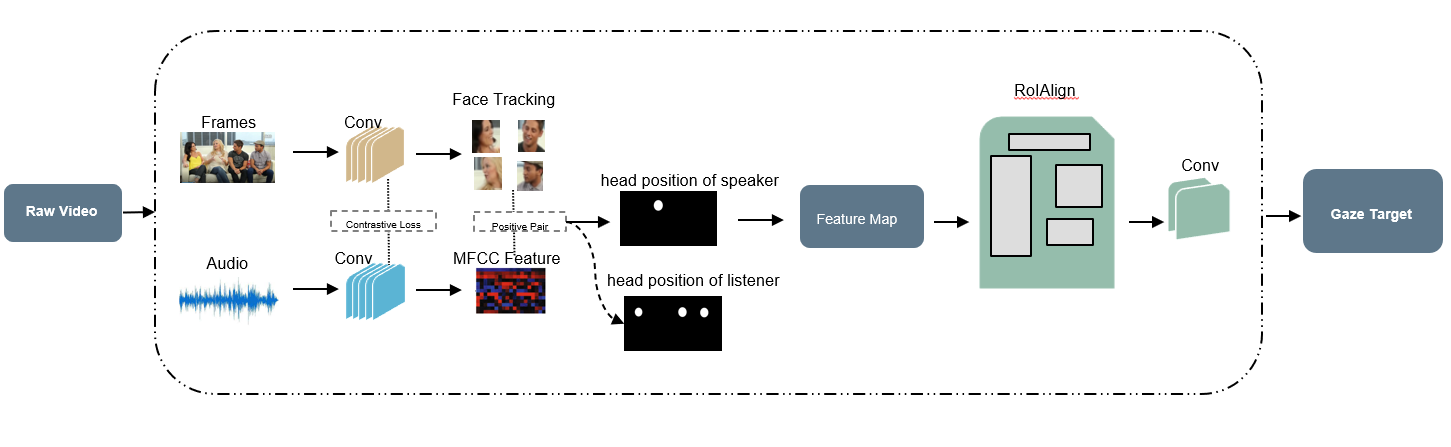 Raw Video
Frames
Conv
Face Tracking
Contrastive Loss
Positive Pair
Audio
Conv
MFCC Feature
head position of speaker
head position of listener
Feature Map
RoIAlign
Conv
Gaze Target